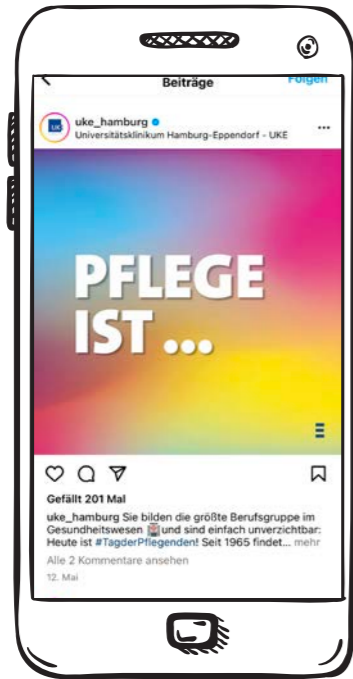 Beiträge
Folgen
UKE
uke_hamburg
Universitätsklinikum Hamburg-Eppendorf - UKE
PFLEGE
IST ...
Gefällt 201 Mal
uke_hamburg Sie bilden die größte Berufsgruppe im
Gesundheitswesen 🏥und sind einfach unverzichtbar:
Heute ist #TagderPflegenden! Seit 1965 findet... mehr
Alle 2 Kommentare ansehen
12. Mai